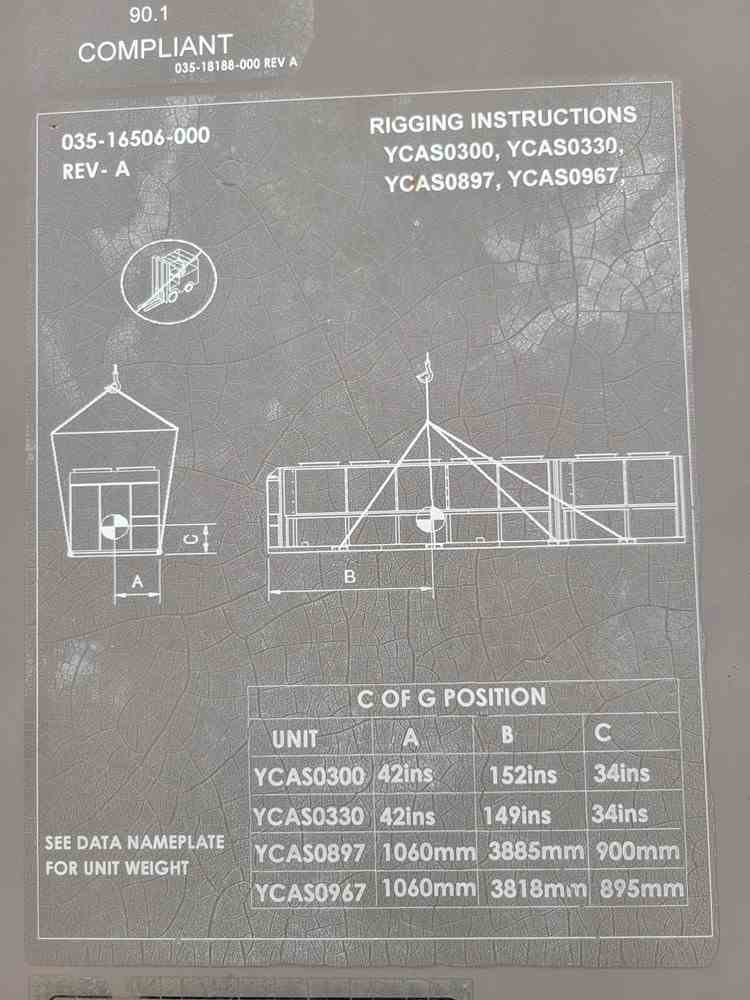 90.1
COMPLIANT
035-18188-000 REV A
035-16506-000
REV- A
RIGGING INSTRUCTIONS
YCAS0300, YCAS0330,
YCAS0897, YCAS0967,
C
A
B
C OF G POSITION
UNIT A B C
YCAS0300 42ins 152ins 34ins
YCAS0330 42ins 149ins 34ins
YCAS0897 1060mm 3885mm 900mm
YCAS0967 1060mm 3818mm 895mm
SEE DATA NAMEPLATE
FOR UNIT WEIGHT